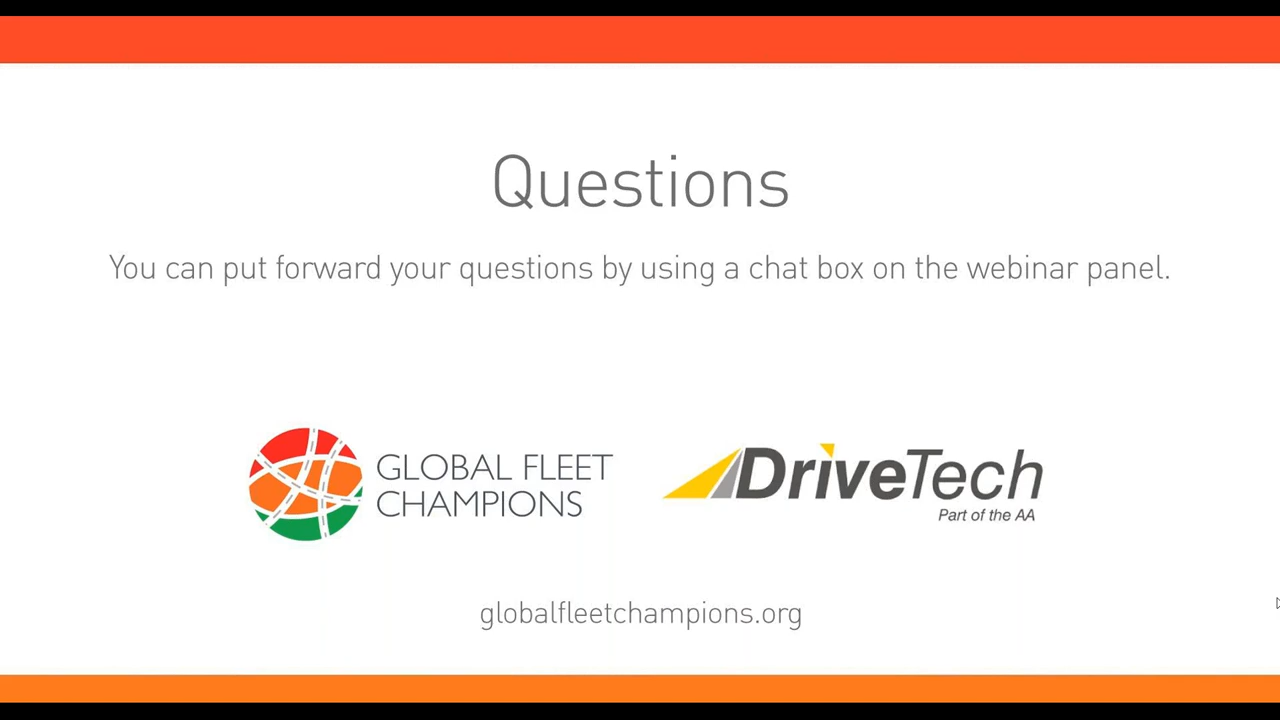 Questions
You can put forward your questions by using a chat box on the webinar panel.
GLOBAL FLEET
CHAMPIONS
DriveTech
Part of the AA
globalfleetchampions.org